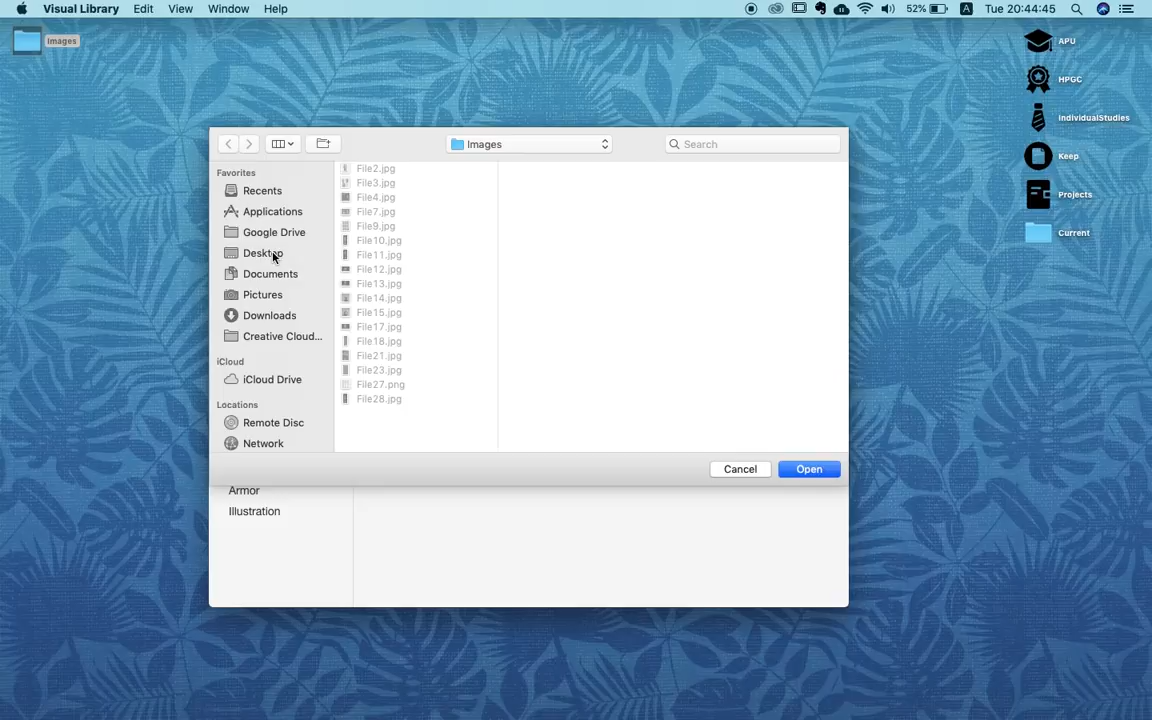 Visual Library Edit View Window Help 52% A Tue 20:44:45
Images
APU
HPGC
IndividualStudies
Keep
Projects
Current
Images
Search
Favorites
Recents
Applications
Google Drive
Desktop
Documents
Pictures
Downloads
Creative Cloud...
iCloud
iCloud Drive
Locations
Remote Disc
Network
File2.jpg
File3.jpg
File4.jpg
File7.jpg
File9.jpg
File10.jpg
File11.jpg
File12.jpg
File13.jpg
File14.jpg
File15.jpg
File17.jpg
File18.jpg
File21.jpg
File23.jpg
File27.png
File28.jpg
Cancel Open
Armor
Illustration